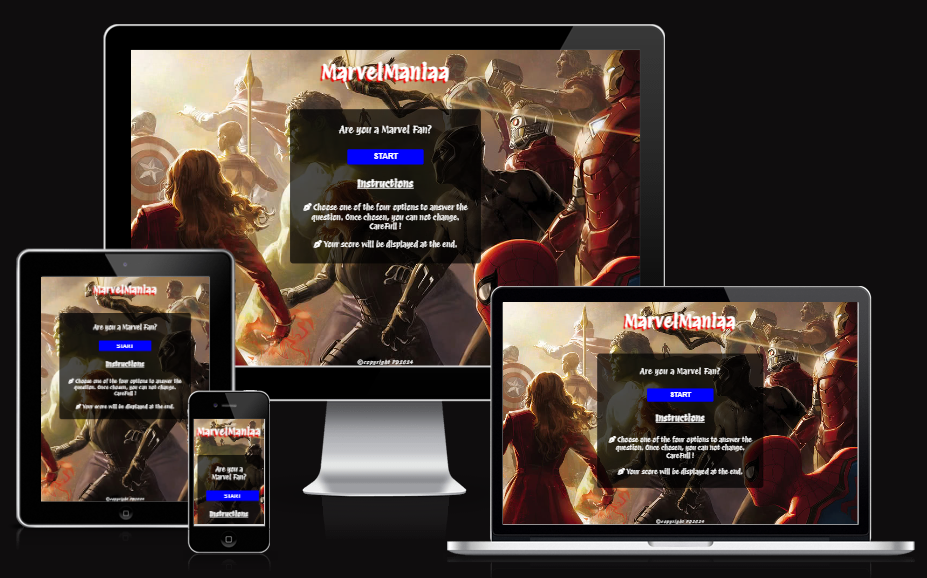 MarvelManiaa
Are you a Marvel Fan?
START
Instructions
Choose one of the four options to answer the
question. Once chosen, you can not change.
CareFull !
Your score will be displayed at the end.
©copyright PD2024
MarvelManiaa
Are you a Marvel Fan?
START
Instructions
Choose one of the four options to answer the
question. Once chosen, you can not change.
CareFull !
Your score will be displayed at the end.
©copyright PD2024
MarvelManiaa
Are you a
Marvel Fan?
START
Instructions
MarvelManiaa
Are you a Marvel Fan?
START
Instructions
Choose one of the four options to answer the
question. Once chosen, you can not change.
CareFull !
Your score will be displayed at the end.
©copyright PD2024